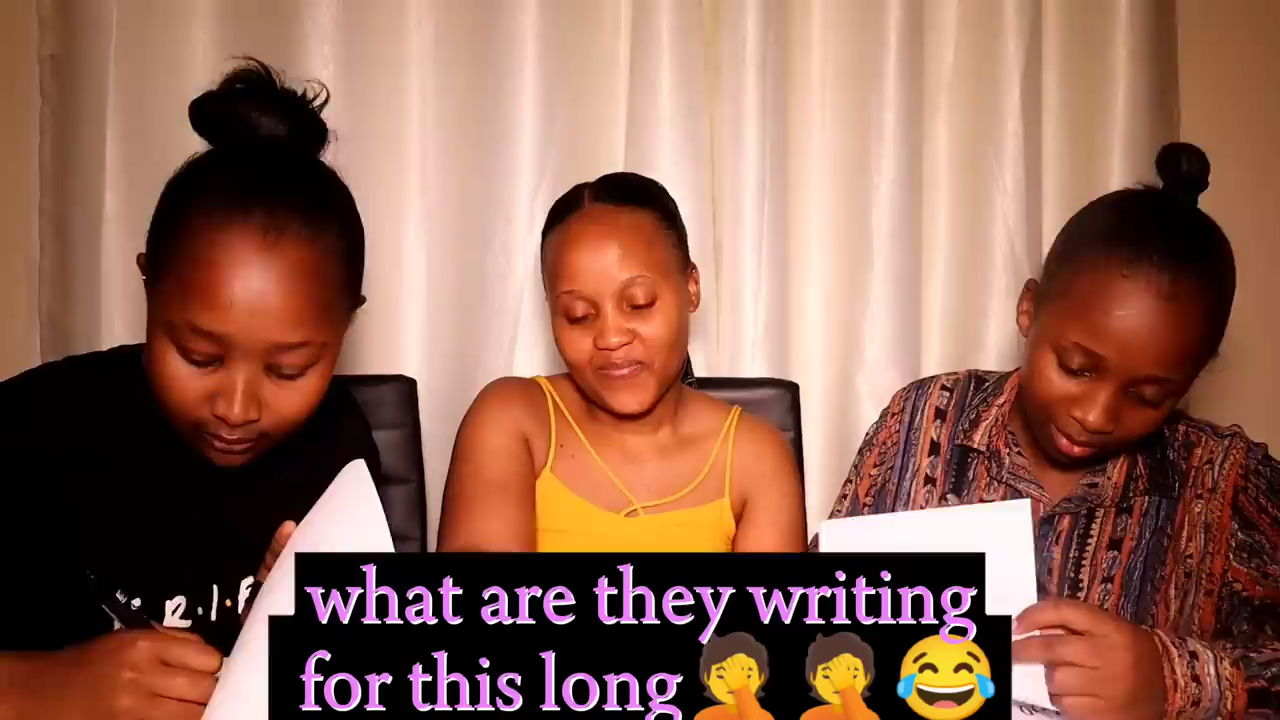 what are they writing
for this long🤦🤦😂
R.I.F